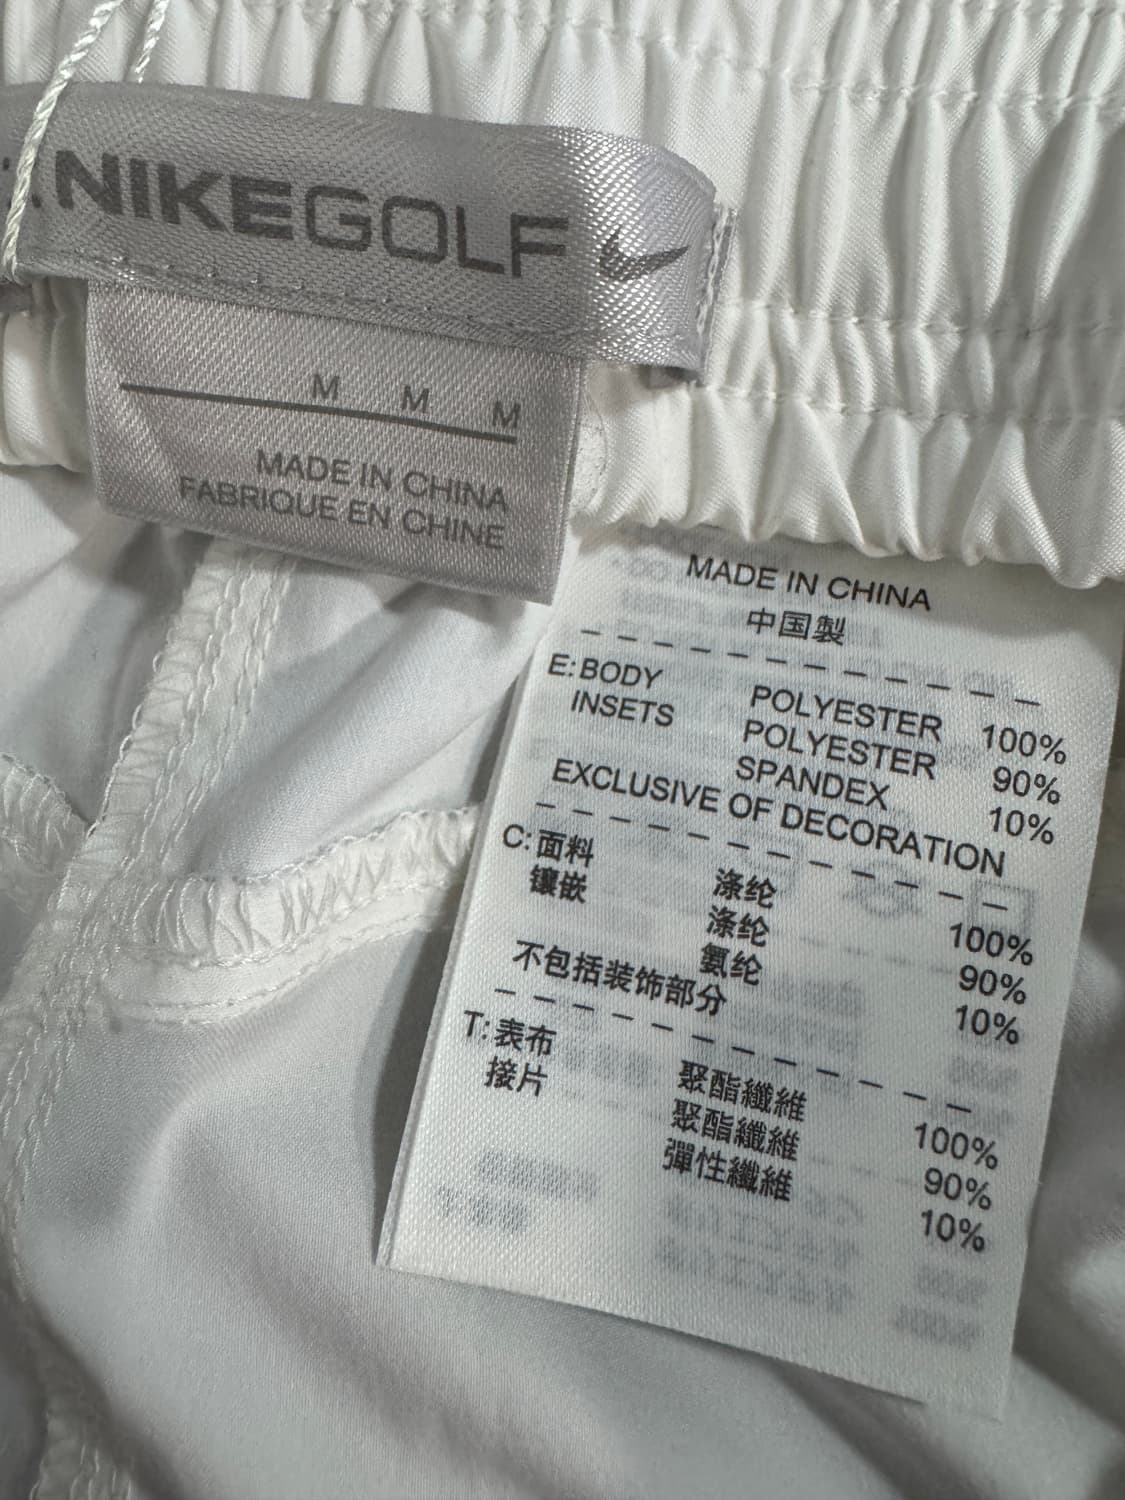 NIKEGOLF
M M M
MADE IN CHINA
FABRIQUE EN CHINE
MADE IN CHINA
中国製
E: BODY POLYESTER 100%
INSETS POLYESTER 90%
SPANDEX 10%
EXCLUSIVE OF DECORATION
C: 面料 涤纶 100%
镶嵌 涤纶 90%
氨纶 10%
不包括装饰部分
T: 表布 聚酯纖維 100%
接片 聚酯纖維 90%
彈性纖維 10%